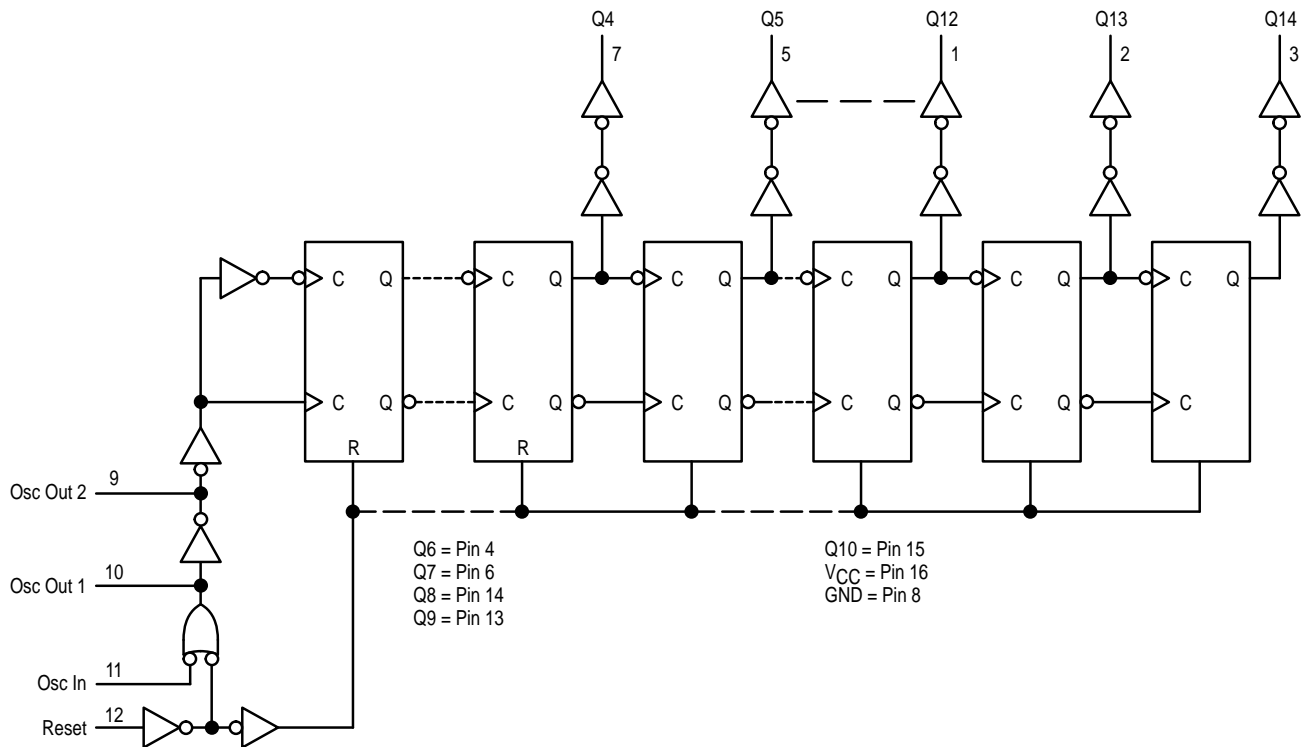 Q4 Q5 Q12 Q13 Q14
7 5 1 2 3
C Q C Q C Q C Q C Q C Q
C Q C Q C Q C Q C Q C
R R
Osc Out 2 9
Osc Out 1 10
Osc In 11
Reset 12
Q6 = Pin 4
Q7 = Pin 6
Q8 = Pin 14
Q9 = Pin 13
Q10 = Pin 15
VCC = Pin 16
GND = Pin 8